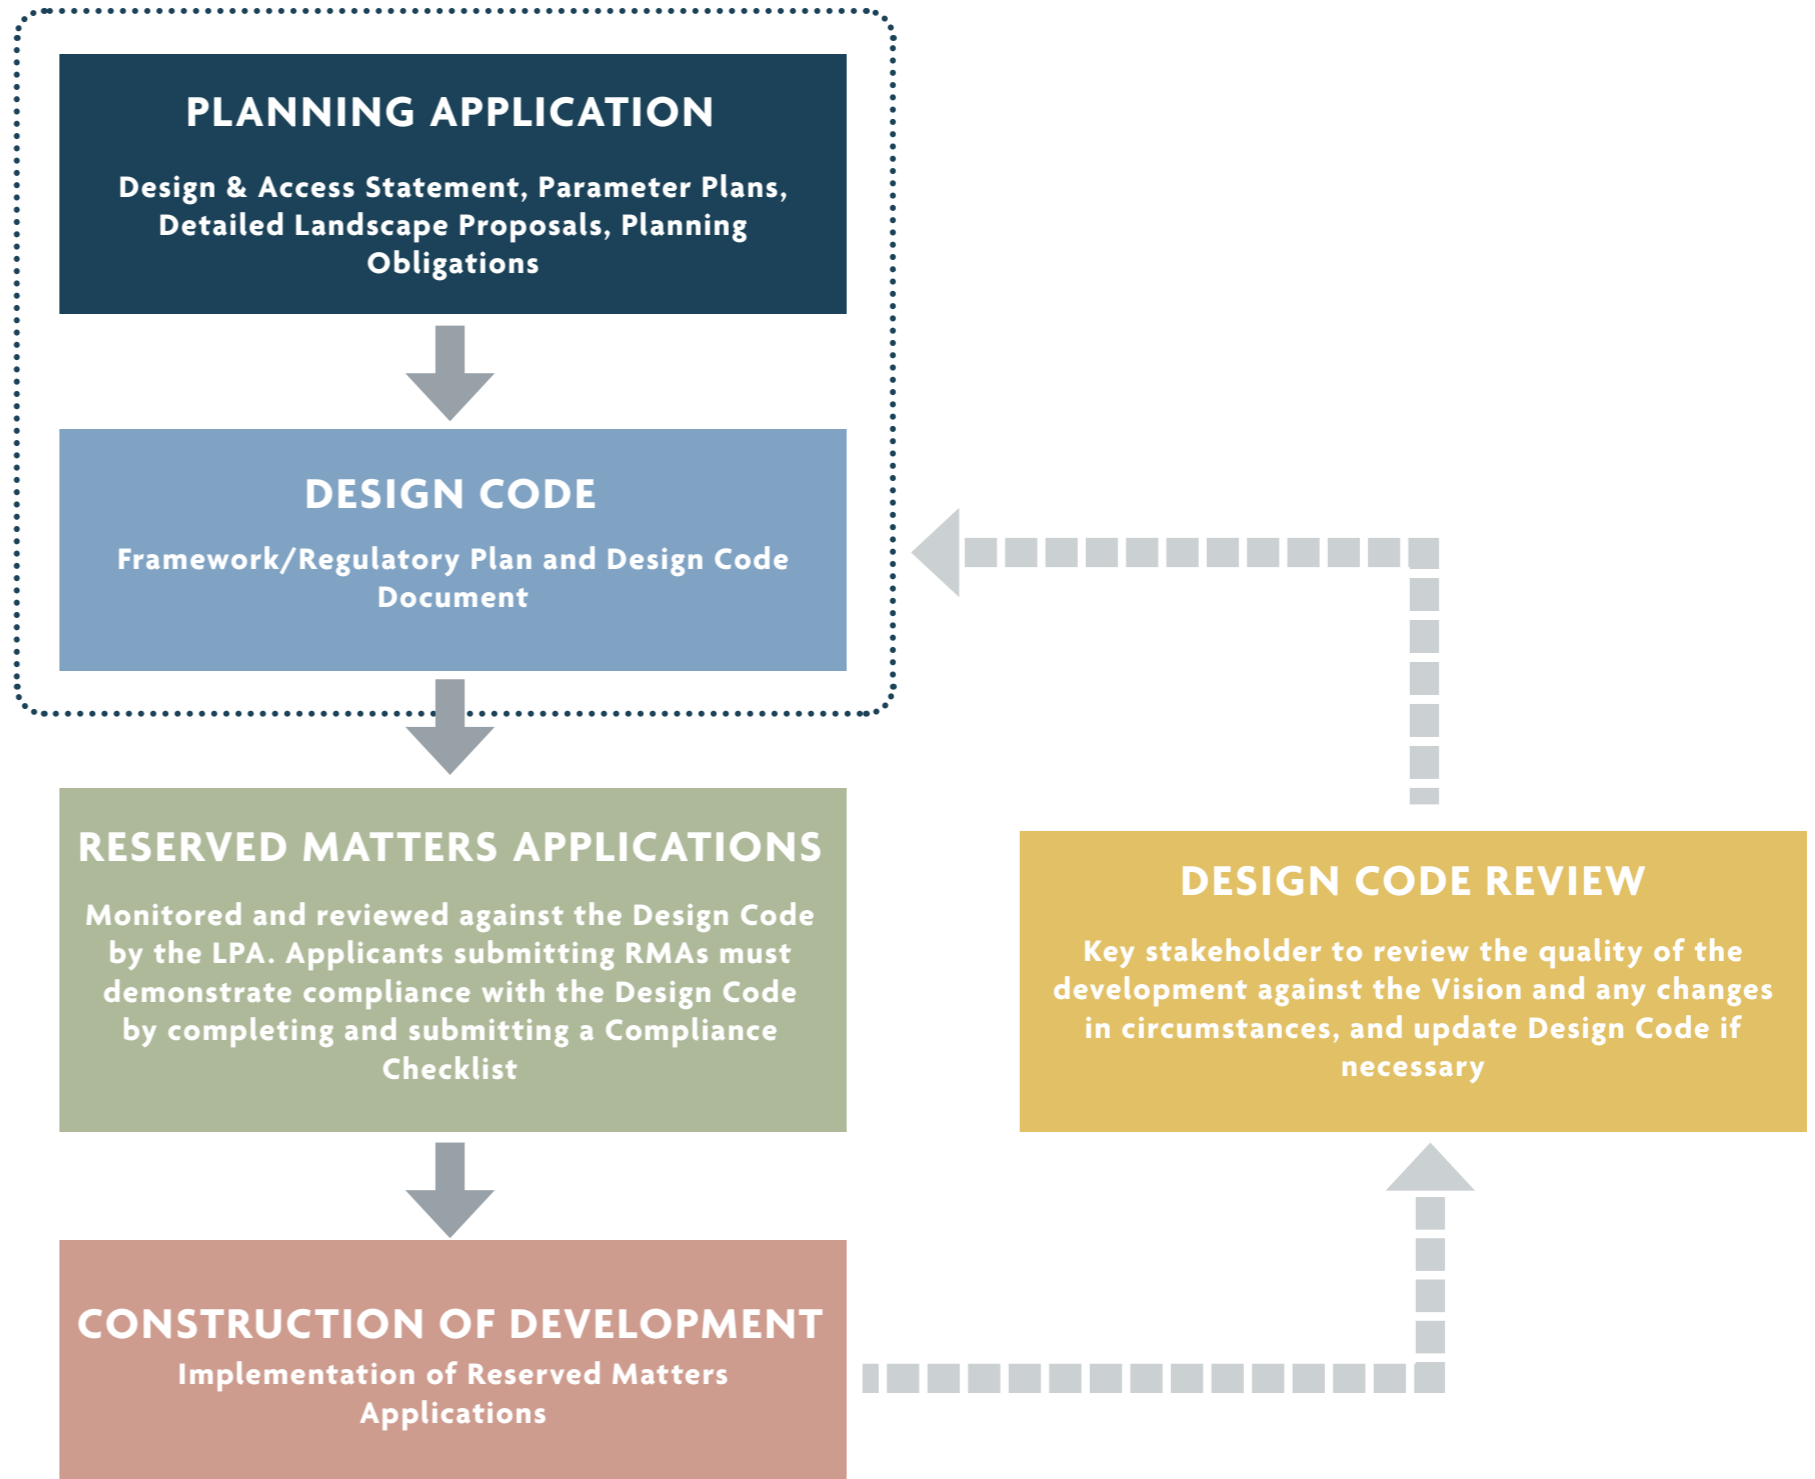 PLANNING APPLICATION
Design & Access Statement, Parameter Plans,
Detailed Landscape Proposals, Planning
Obligations
DESIGN CODE
Framework/Regulatory Plan and Design Code
Document
RESERVED MATTERS APPLICATIONS
Monitored and reviewed against the Design Code
by the LPA. Applicants submitting RMAs must
demonstrate compliance with the Design Code
by completing and submitting a Compliance
Checklist
DESIGN CODE REVIEW
Key stakeholder to review the quality of the
development against the Vision and any changes
in circumstances, and update Design Code if
necessary
CONSTRUCTION OF DEVELOPMENT
Implementation of Reserved Matters
Applications